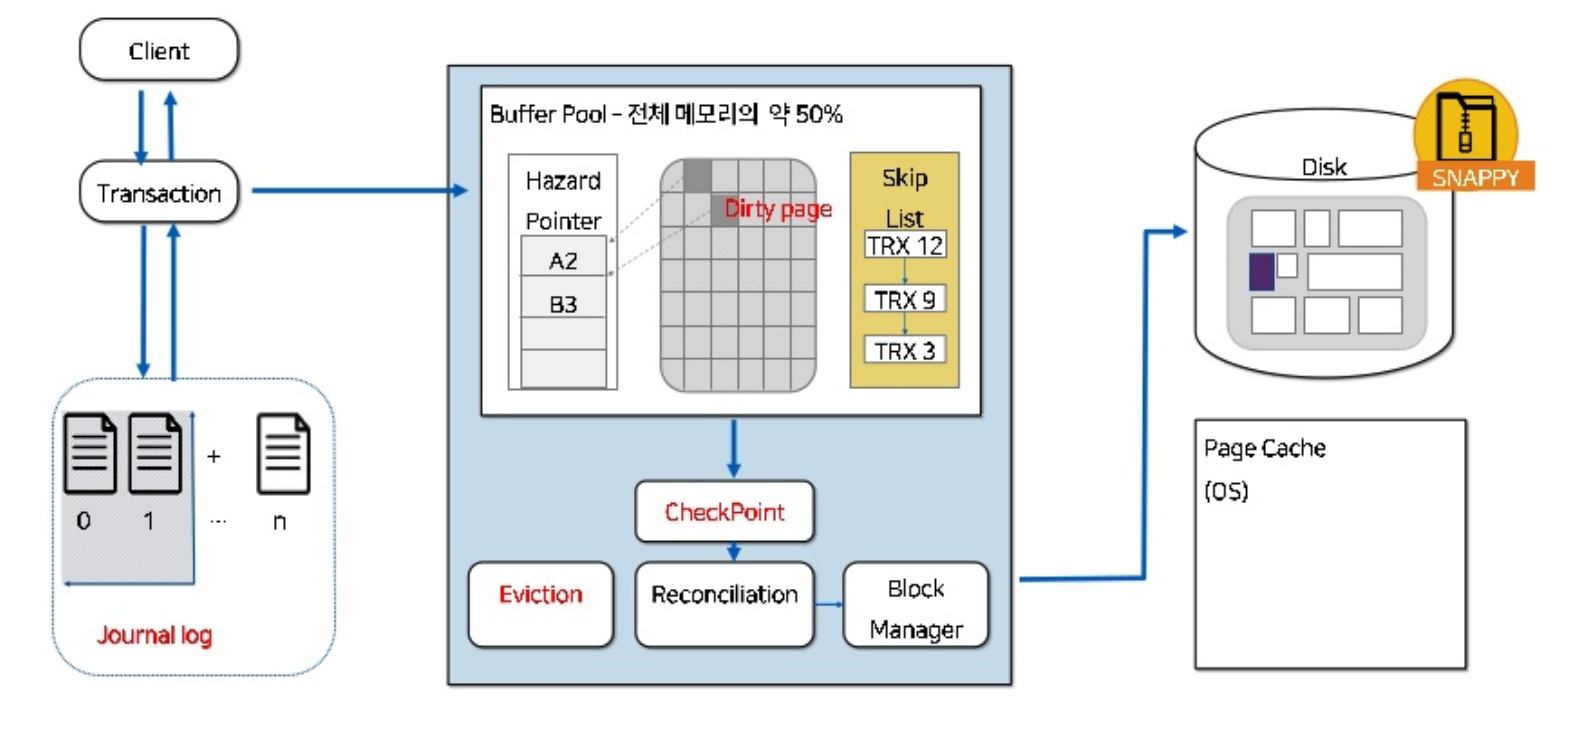 Client
Transaction
0
1
+
...
n
Journal log
Buffer Pool - 전체 메모리의 약 50%
Hazard
Pointer
A2
B3
Dirty page
Skip
List
TRX 12
TRX 9
TRX 3
CheckPoint
Eviction
Reconciliation
Block
Manager
Disk
SNAPPY
Page Cache
(OS)